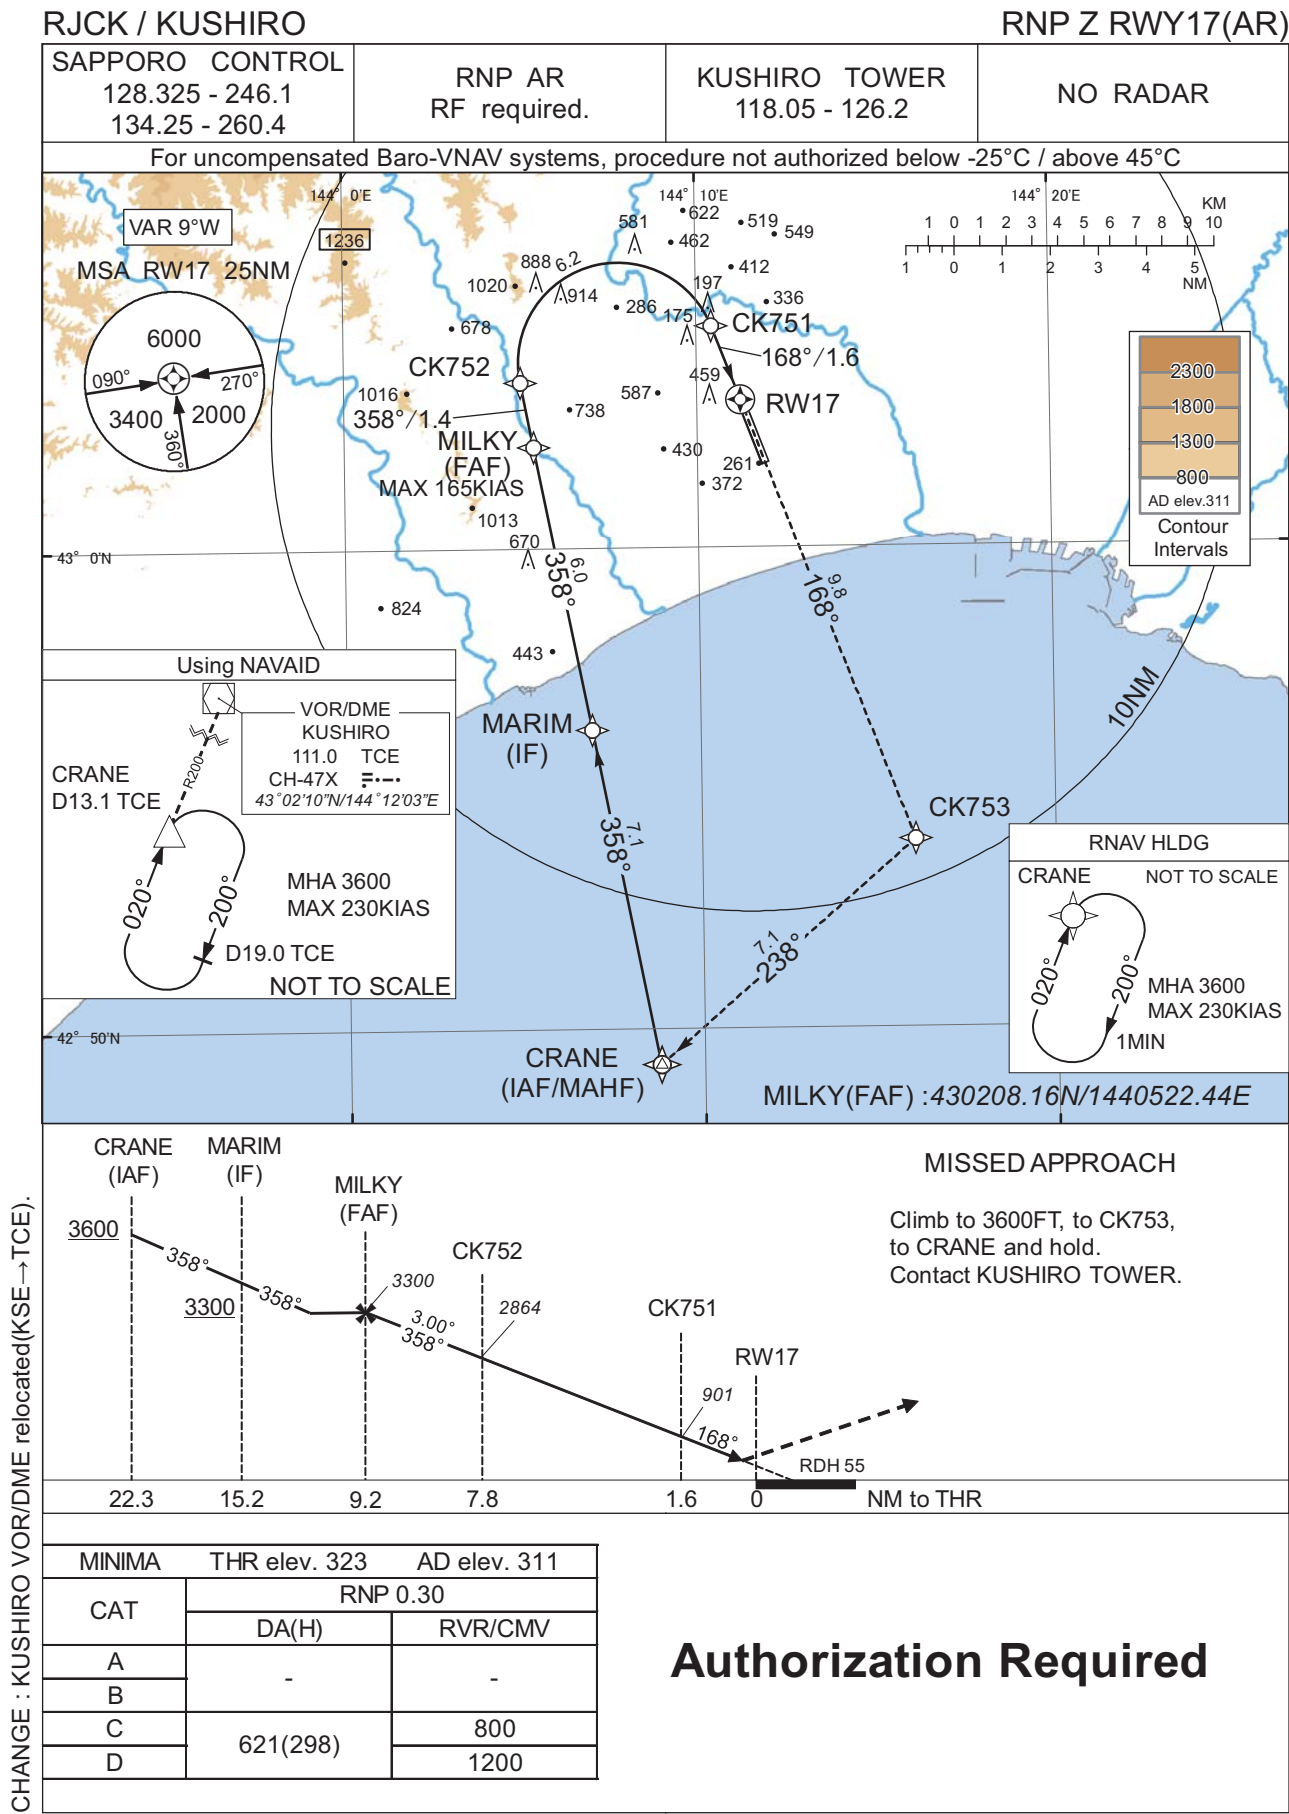 RJCK / KUSHIRO
RNP Z RWY17(AR)
SAPPORO CONTROL
128.325 - 246.1
134.25 - 260.4
RNP AR
RF required.
KUSHIRO TOWER
118.05 - 126.2
NO RADAR
For uncompensated Baro-VNAV systems, procedure not authorized below -25°C / above 45°C
144° 0'E
144° 10'E
144° 20'E
VAR 9°W
1236
MSA RW17 25NM
6000
090°
270°
3400
2000
360°
581
622
519
549
462
412
888
6.2
1020
914
286
197
336
175
678
CK751
168°/1.6
CK752
459
1016
587
RW17
738
358°/1.4
MILKY
(FAF)
MAX 165KIAS
430
261
372
1013
670
1 0 1 2 3 4 5 6 7 8 9 10
KM
1 0 1 2 3 4 5
NM
2300
1800
1300
800
AD elev.311
Contour
Intervals
43° 0'N
6.0
358°
9.8
168°
824
443
Using NAVAID
VOR/DME
KUSHIRO
111.0 TCE
CH-47X
43°02'10"N/144°12'03"E
R200
CRANE
D13.1 TCE
020°
200°
MHA 3600
MAX 230KIAS
D19.0 TCE
NOT TO SCALE
MARIM
(IF)
10NM
CK753
7.1
358°
7.1
238°
RNAV HLDG
CRANE
NOT TO SCALE
020°
200°
MHA 3600
MAX 230KIAS
1MIN
42° 50'N
CRANE
(IAF/MAHF)
MILKY(FAF) :430208.16N/1440522.44E
CRANE
(IAF)
MARIM
(IF)
MILKY
(FAF)
CK752
CK751
RW17
3600
358°
3300
358°
3300
3.00°
358°
2864
901
168°
RDH 55
22.3
15.2
9.2
7.8
1.6
0
NM to THR
MISSED APPROACH
Climb to 3600FT, to CK753,
to CRANE and hold.
Contact KUSHIRO TOWER.
CHANGE : KUSHIRO VOR/DME relocated(KSE→TCE).
MINIMA THR elev. 323 AD elev. 311
CAT
RNP 0.30
DA(H)
RVR/CMV
A
-
-
B
C
621(298)
800
D
1200
Authorization Required